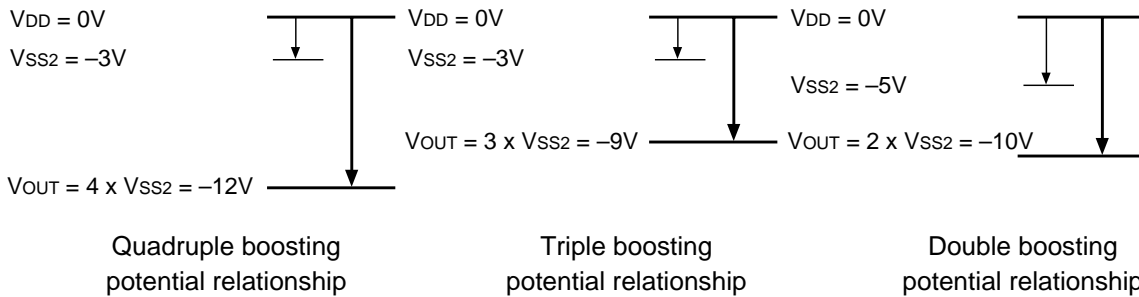 VDD = 0V
VSS2 = –3V
VOUT = 4 x VSS2 = –12V
Quadruple boosting
potential relationship
VDD = 0V
VSS2 = –3V
VOUT = 3 x VSS2 = –9V
Triple boosting
potential relationship
VDD = 0V
VSS2 = –5V
VOUT = 2 x VSS2 = –10V
Double boosting
potential relationship